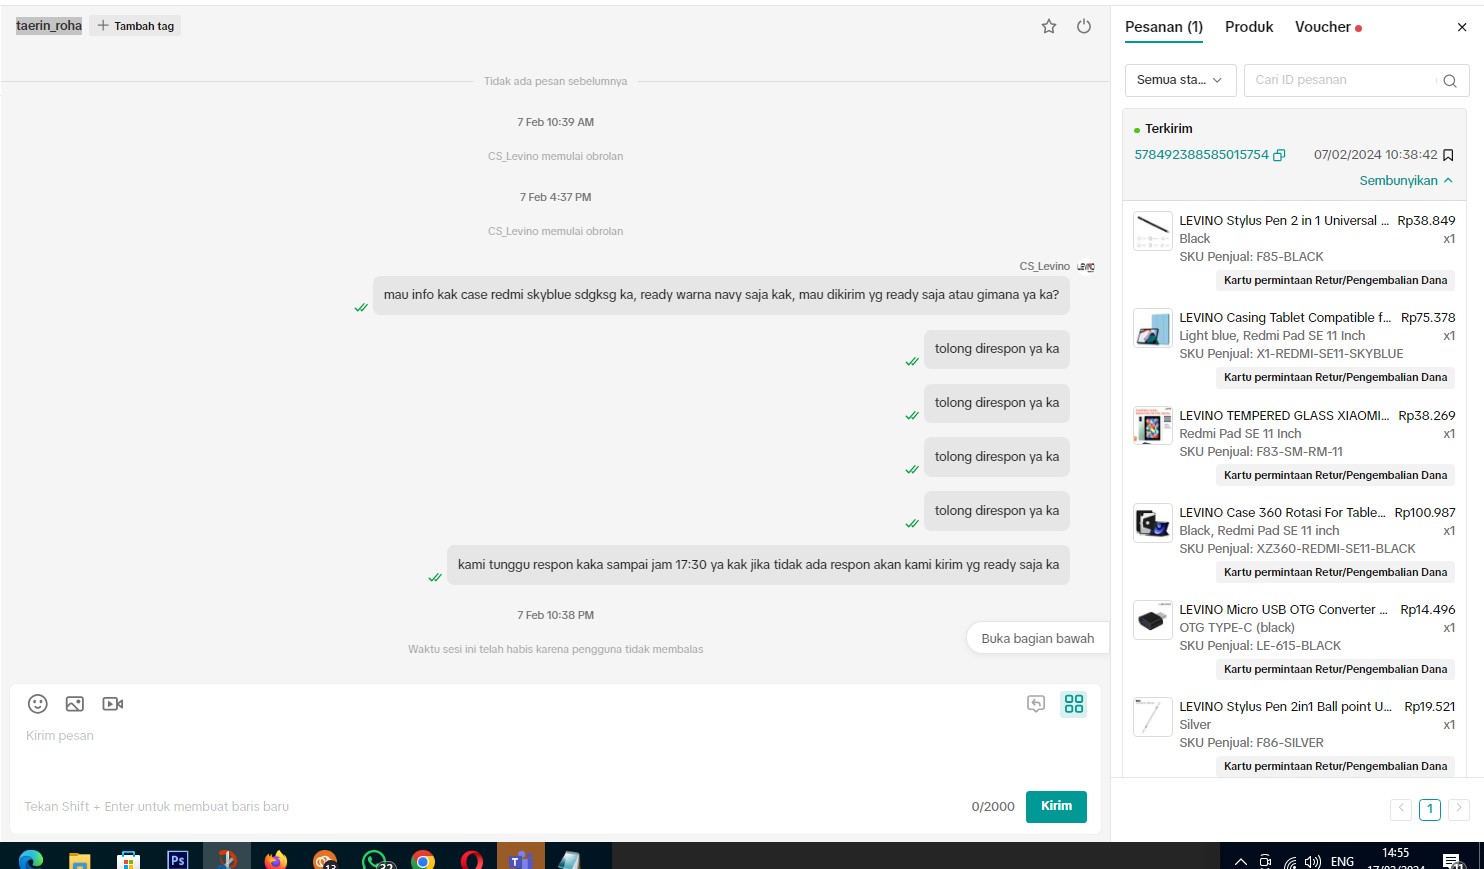 taerin_roha
Tambah tag
Tidak ada pesan sebelumnya
7 Feb 10:39 AM
CS_Levino memulai obrolan
7 Feb 4:37 PM
CS_Levino memulai obrolan
CS_Levino
mau info kak case redmi skyblue sdgksg ka, ready warna navy saja kak, mau dikirim yg ready saja atau gimana ya ka?
tolong direspon ya ka
tolong direspon ya ka
tolong direspon ya ka
tolong direspon ya ka
kami tunggu respon kaka sampai jam 17:30 ya kak jika tidak ada respon akan kami kirim yg ready saja ka
7 Feb 10:38 PM
Waktu sesi ini telah habis karena pengguna tidak membalas
Buka bagian bawah
Kirim pesan
Tekan Shift + Enter untuk membuat baris baru
0/2000
Kirim
Pesanan (1) Produk Voucher
Semua sta...
Cari ID pesanan
Terkirim
578492388585015754 07/02/2024 10:38:42
Sembunyikan
LEVINO Stylus Pen 2 in 1 Universal ... Rp38.849
Black x1
SKU Penjual: F85-BLACK
Kartu permintaan Retur/Pengembalian Dana
LEVINO Casing Tablet Compatible f... Rp75.378
Light blue, Redmi Pad SE 11 Inch x1
SKU Penjual: X1-REDMI-SE11-SKYBLUE
Kartu permintaan Retur/Pengembalian Dana
LEVINO TEMPERED GLASS XIAOMI... Rp38.269
Redmi Pad SE 11 Inch x1
SKU Penjual: F83-SM-RM-11
Kartu permintaan Retur/Pengembalian Dana
LEVINO Case 360 Rotasi For Table... Rp100.987
Black, Redmi Pad SE 11 inch x1
SKU Penjual: XZ360-REDMI-SE11-BLACK
Kartu permintaan Retur/Pengembalian Dana
LEVINO Micro USB OTG Converter ... Rp14.496
OTG TYPE-C (black) x1
SKU Penjual: LE-615-BLACK
Kartu permintaan Retur/Pengembalian Dana
LEVINO Stylus Pen 2in1 Ball point U... Rp19.521
Silver x1
SKU Penjual: F86-SILVER
Kartu permintaan Retur/Pengembalian Dana
1
Ps
ENG
14:55